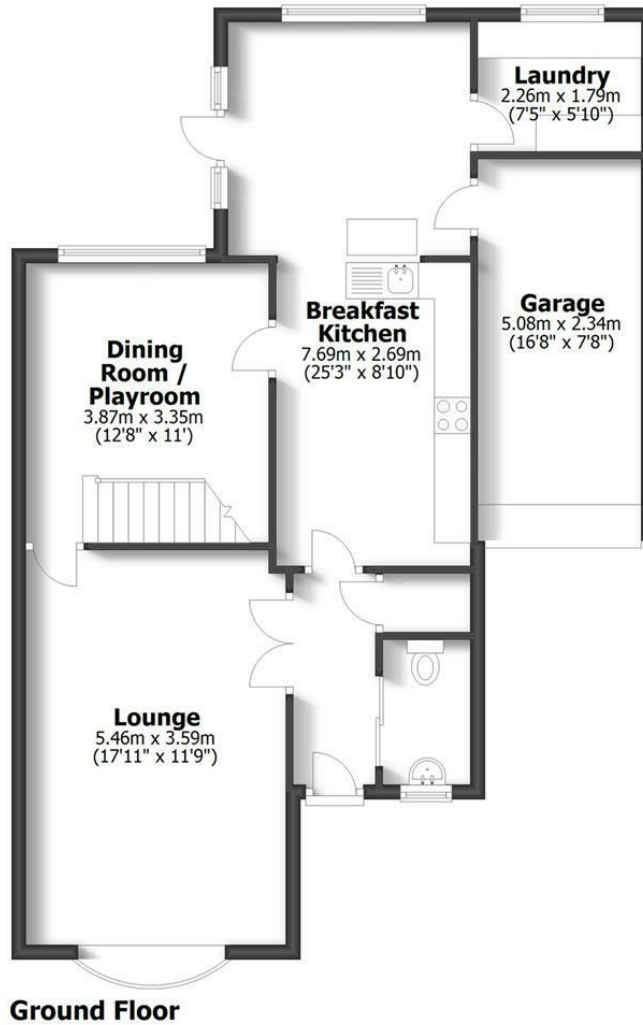 Laundry
2.26m x 1.79m
(7'5" x 5'10")
Garage
5.08m x 2.34m
(16'8" x 7'8")
Breakfast
Kitchen
7.69m x 2.69m
(25'3" x 8'10")
Dining
Room /
Playroom
3.87m x 3.35m
(12'8" x 11')
Lounge
5.46m x 3.59m
(17'11" x 11'9")
Ground Floor